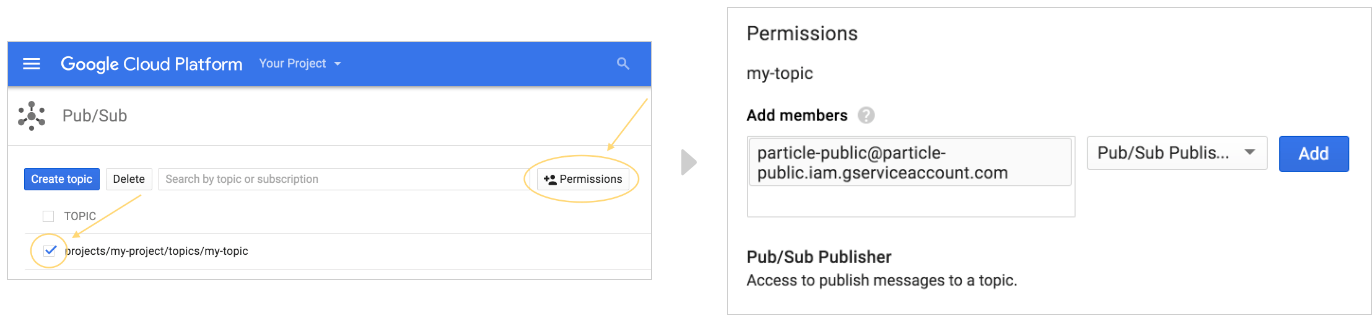 Google Cloud Platform Your Project
Pub/Sub
Create topic Delete Search by topic or subscription Permissions
TOPIC
projects/my-project/topics/my-topic
Permissions
my-topic
Add members ?
particle-public@particle-
public.iam.gserviceaccount.com
Pub/Sub Publis... Add
Pub/Sub Publisher
Access to publish messages to a topic.